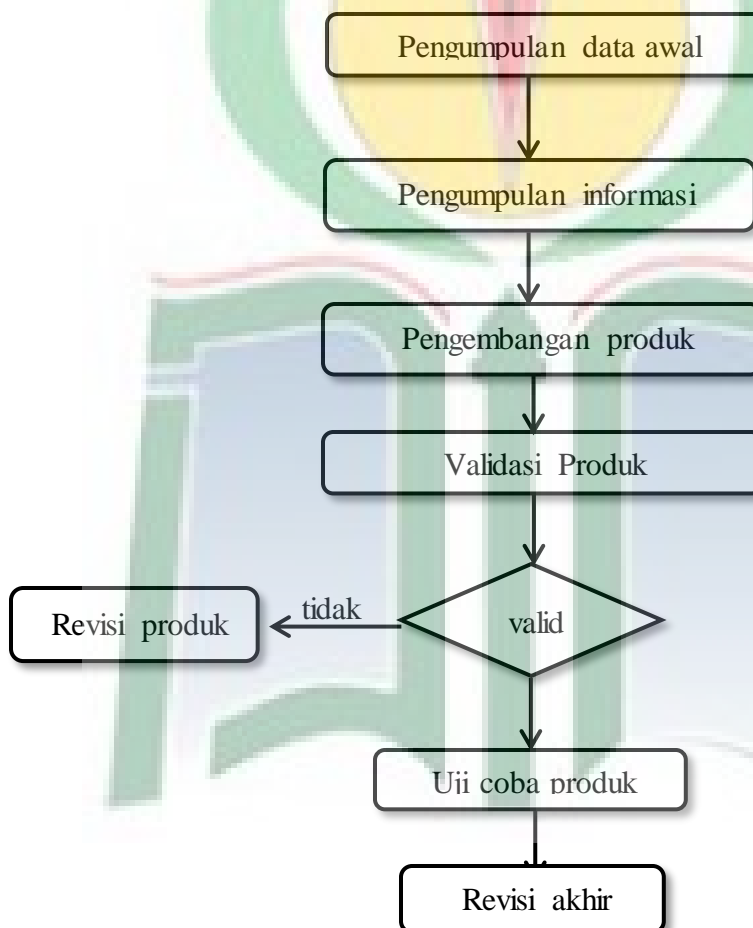 Pengumpulan data awal
Pengumpulan informasi
Pengembangan produk
Validasi Produk
Revisi produk
tidak
valid
Uji coba produk
Revisi akhir